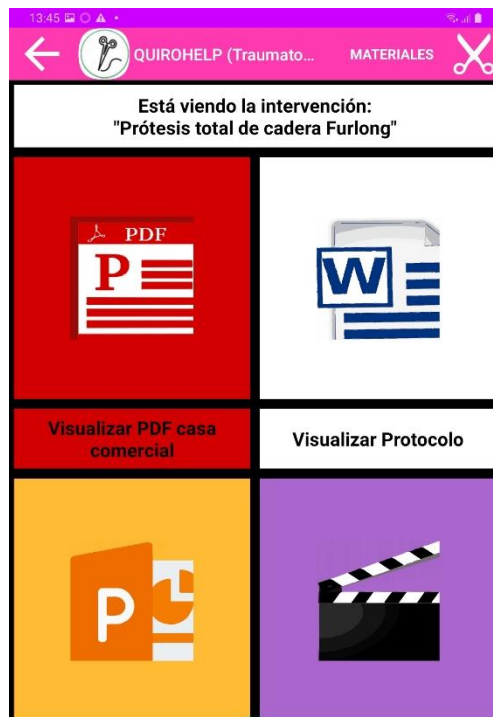 13:45
QUIROHELP (Traumato...
MATERIALES
Está viendo la intervención:
"Prótesis total de cadera Furlong"
PDF
P
W
Visualizar PDF casa
comercial
Visualizar Protocolo
P